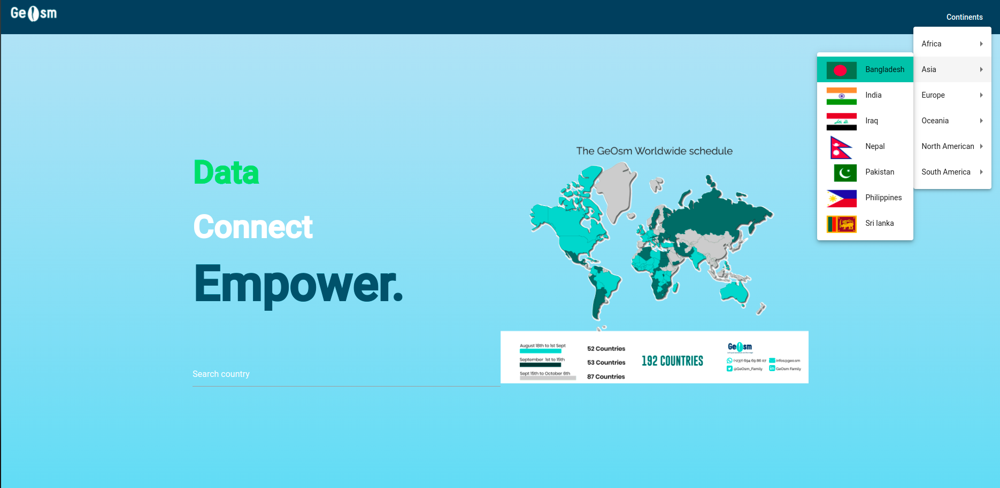 GeOsm
Continents
Africa
Asia
Europe
Oceania
North American
South America
Bangladesh
India
Iraq
Nepal
Pakistan
Philippines
Sri lanka
Data
Connect
Empower.
Search country
The GeOsm Worldwide schedule
August 18th to 1st Sept
52 Countries
September 1st to 15th
53 Countries
Sept 15th to October 6th
87 Countries
192 COUNTRIES
GeOsm
(+237) 694 69 86 07
infos@geo.sm
@GeOsm_Family
GeOsm Family